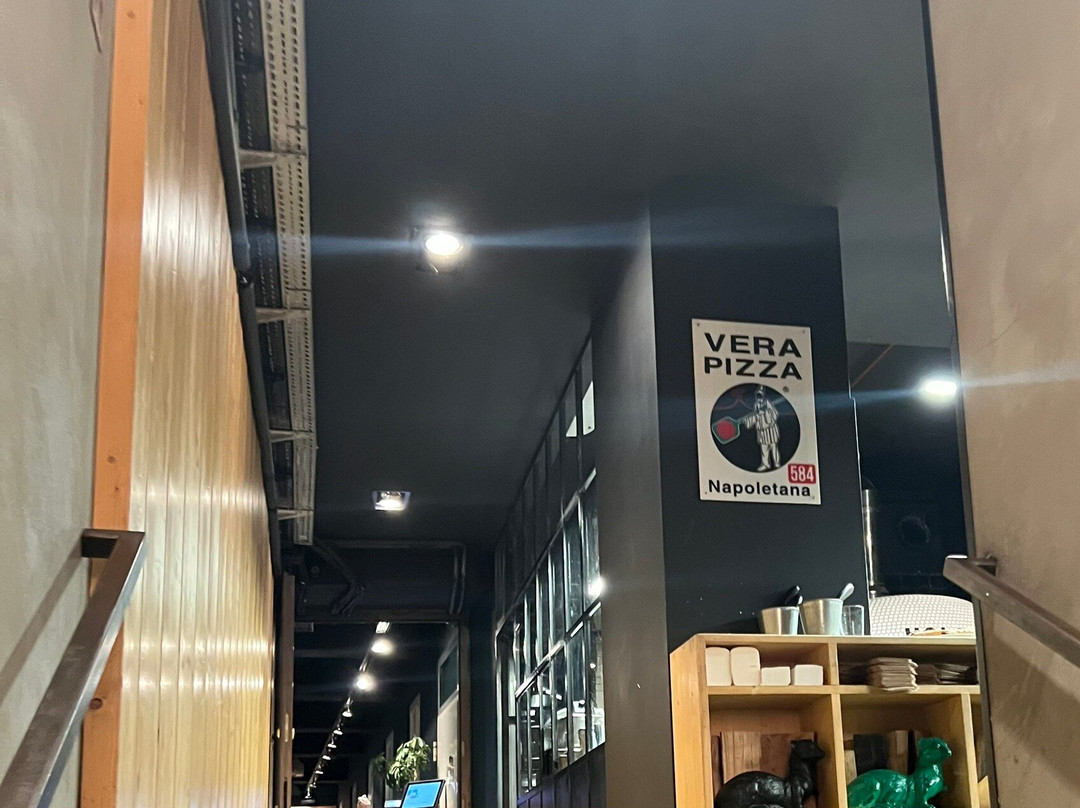 VERA
PIZZA
®
584
Napoletana